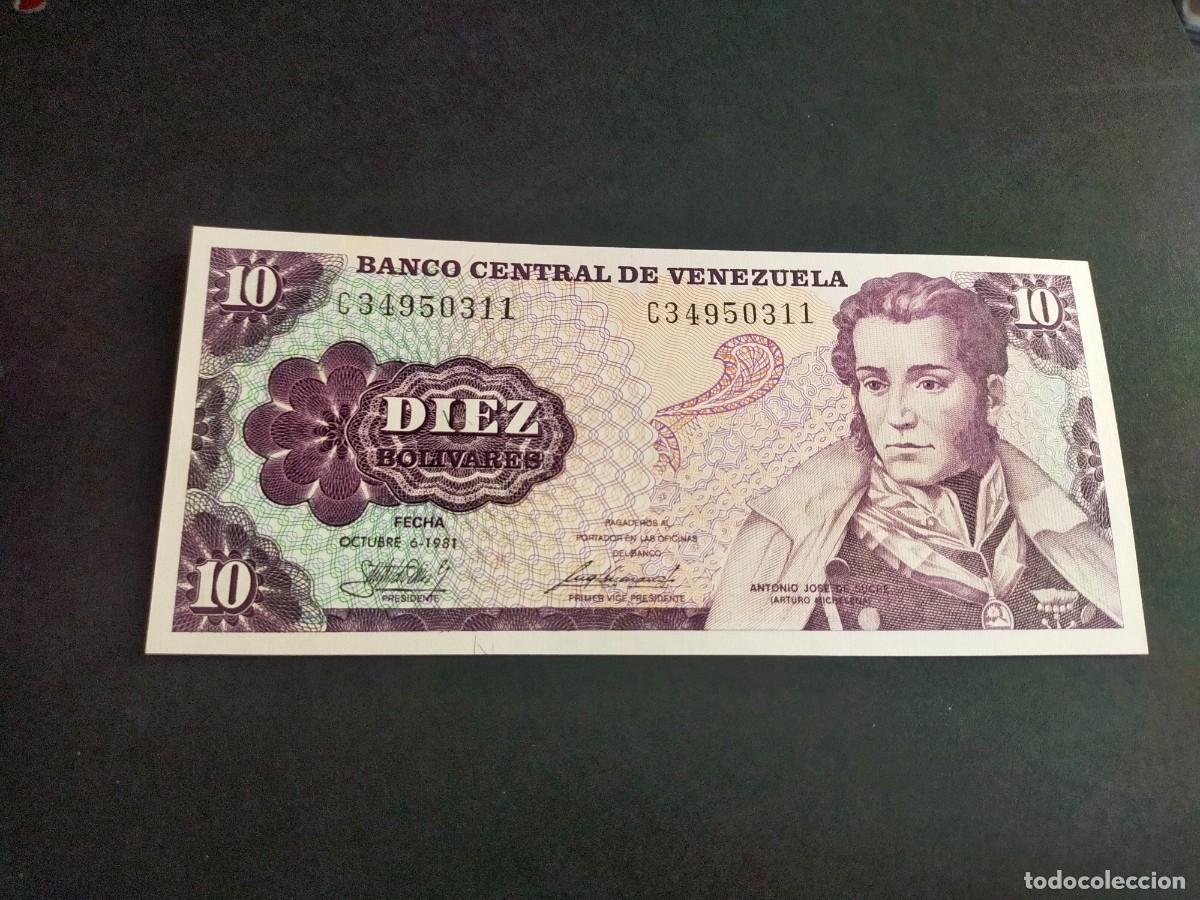 BANCO CENTRAL DE VENEZUELA
10
10
C34950311
C34950311
DIEZ
BOLIVARES
FECHA
OCTUBRE 6-1981
PAGADEROS AL
PORTADOR EN LAS OFICINAS
DEL BANCO
PRESIDENTE
PRIMER VICE PRESIDENTE
ANTONIO JOSE DE SUCRE
(ARTURO MICHELENA)
10
todocoleccion